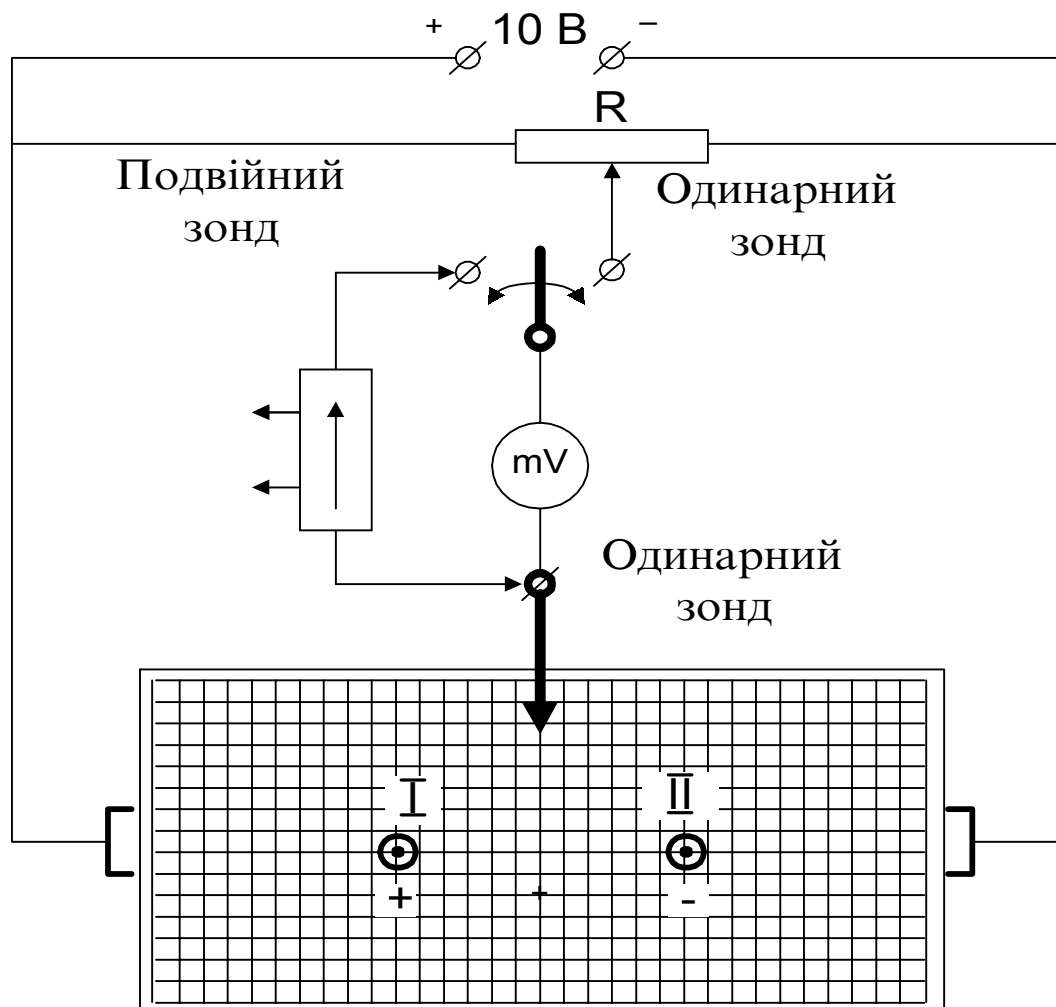 + 10 В −
R
Подвійний
зонд
Одинарний
зонд
mV
Одинарний
зонд
I II
+ + -